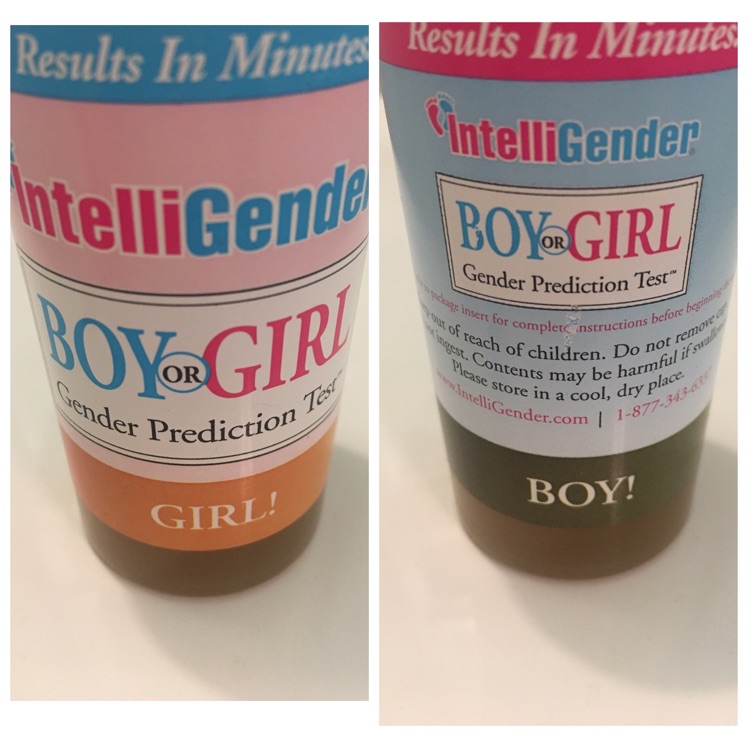 Results In Minutes
IntelliGender
BOY OR GIRL
Gender Prediction Test™
GIRL!
Results In Minutes.
IntelliGender®
BOY OR GIRL
Gender Prediction Test™
to package insert for complete instructions before beginning
out of reach of children. Do not remove
ingest. Contents may be harmful if swallow
Please store in a cool, dry place.
www.IntelliGender.com | 1-877-343-
BOY!